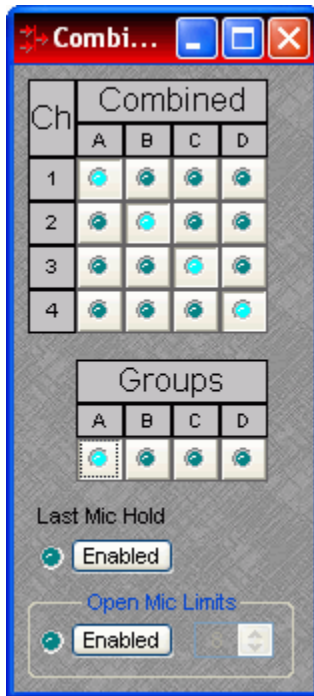 Combi...
Ch Combined
A B C D
1
2
3
4
Groups
A B C D
Last Mic Hold
Enabled
Open Mic Limits
Enabled